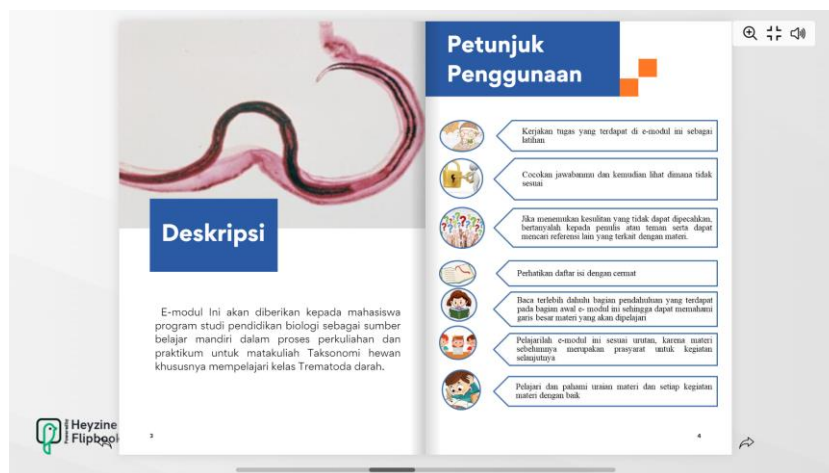 Deskripsi
E-modul Ini akan diberikan kepada mahasiswa
program studi pendidikan biologi sebagai sumber
belajar mandiri dalam proses perkuliahan dan
praktikum untuk matakuliah Taksonomi hewan
khususnya mempelajari kelas Trematoda darah.
3
Petunjuk
Penggunaan
Kerjakan tugas yang terdapat di e-modul ini sebagai
latihan
Cocokan jawabanmu dan kemudian lihat dimana tidak
sesuai
Jika menemukan kesulitan yang tidak dapat dipecahkan,
bertanyalah kepada penulis atau teman serta dapat
mencari referensi lain yang terkait dengan materi.
Perhatikan daftar isi dengan cermat
Baca terlebih dahulu bagian pendahuluan yang terdapat
pada bagian awal e- modul ini sehingga dapat memahami
garis besar materi yang akan dipelajari
Pelajarilah e-modul ini sesuai urutan, karena materi
sebelumnya merupakan prasyarat untuk kegiatan
selanjutnya
Pelajari dan pahami uraian materi dan setiap kegiatan
materi dengan baik
4
Heyzine